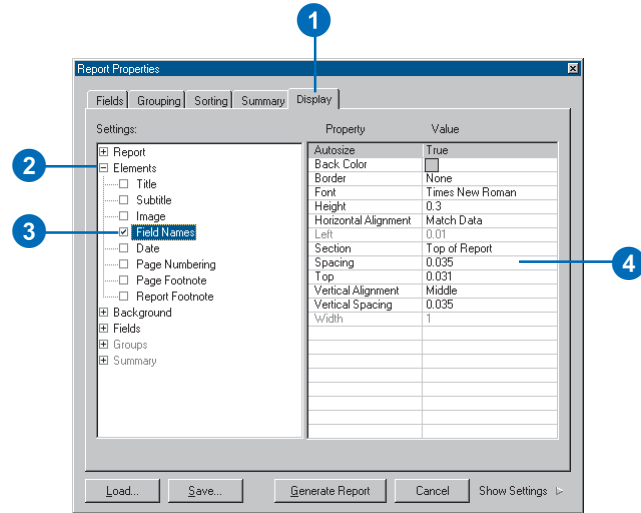 1
Report Properties
Fields Grouping Sorting Summary Display
Settings: Property Value
Report
Elements
Title
Subtitle
Image
Field Names
Date
Page Numbering
Page Footnote
Report Footnote
Background
Fields
Groups
Summary
Autosize True
Back Color
Border None
Font Times New Roman
Height 0.3
Horizontal Alignment Match Data
Left 0.01
Section Top of Report
Spacing 0.035
Top 0.031
Vertical Alignment Middle
Vertical Spacing 0.035
Width 1
2
3
4
Load... Save... Generate Report Cancel Show Settings